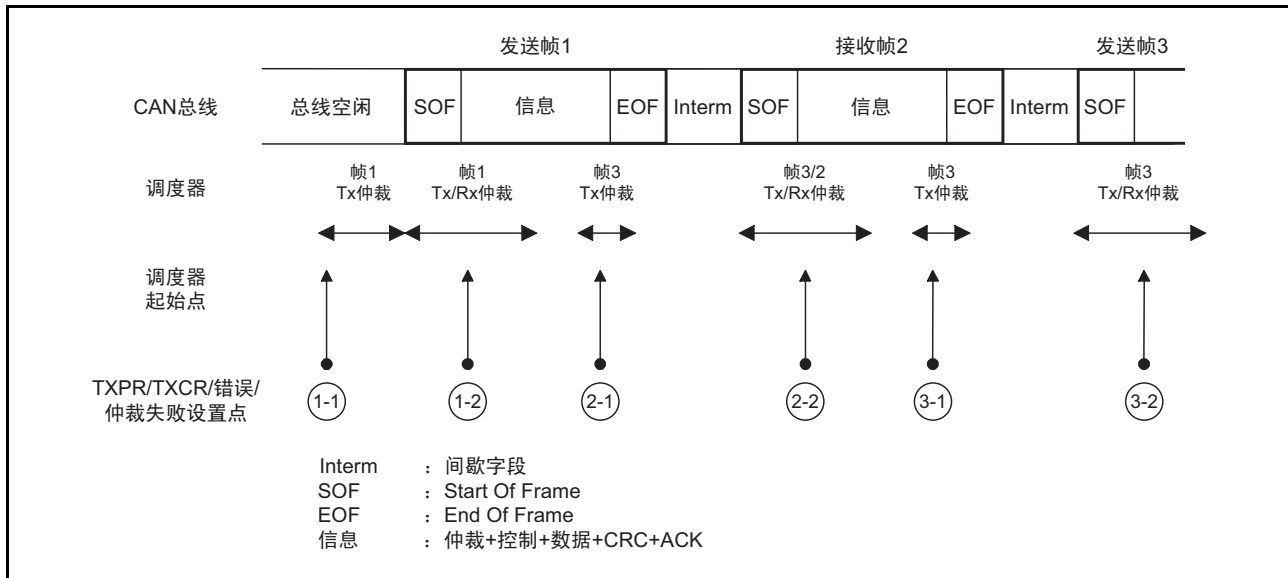 发送帧1 接收帧2 发送帧3
CAN总线 总线空闲 SOF 信息 EOF Interm SOF 信息 EOF Interm SOF
调度器 帧1 帧1 帧3 帧3/2 帧3 帧3
Tx仲裁 Tx/Rx仲裁 Tx仲裁 Tx/Rx仲裁 Tx仲裁 Tx/Rx仲裁
调度器
起始点
TXPR/TXCR/错误/
仲裁失败设置点
1-1 1-2 2-1 2-2 3-1 3-2
Interm : 间歇字段
SOF : Start Of Frame
EOF : End Of Frame
信息 : 仲裁+控制+数据+CRC+ACK